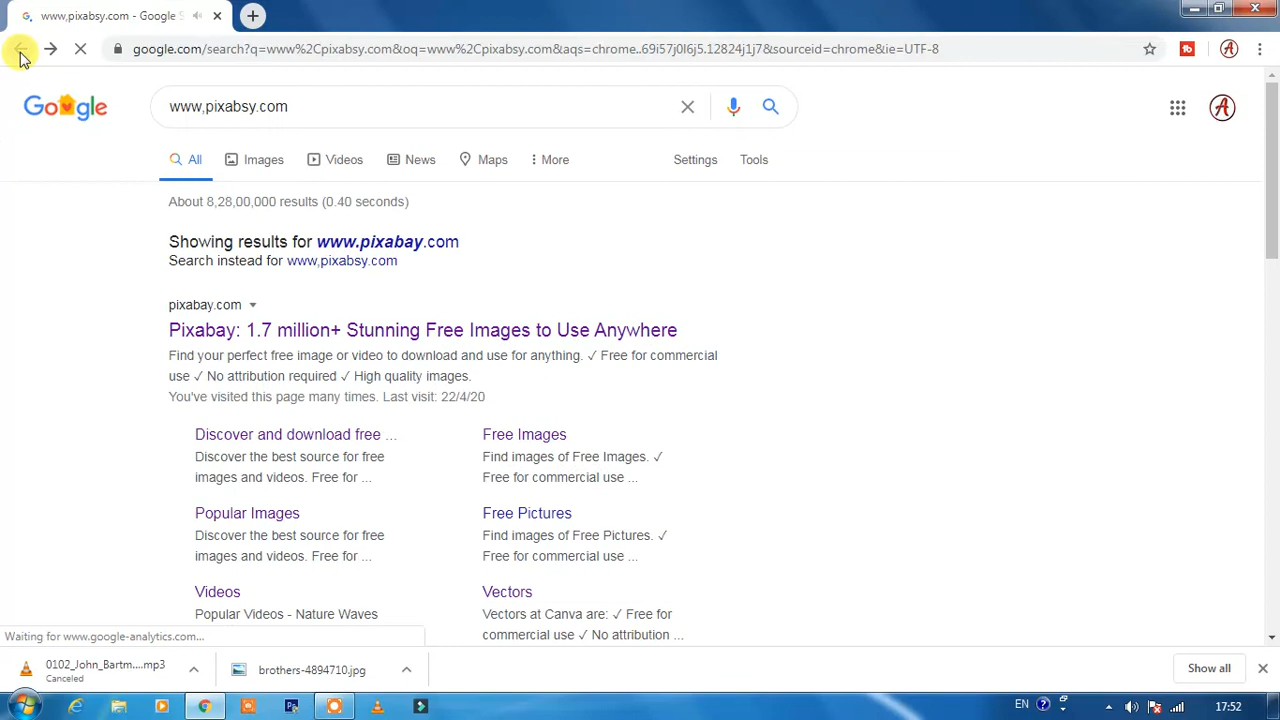 www,pixabsy.com - Google S
google.com/search?q=www%2Cpixabsy.com&oq=www%2Cpixabsy.com&aqs=chrome..69i57j0l6j5.12824j1j7&sourceid=chrome&ie=UTF-8
Google
www,pixabsy.com
All Images Videos News Maps More Settings Tools
About 8,28,00,000 results (0.40 seconds)
Showing results for www.pixabay.com
Search instead for www,pixabsy.com
pixabay.com
Pixabay: 1.7 million+ Stunning Free Images to Use Anywhere
Find your perfect free image or video to download and use for anything. ✓ Free for commercial
use ✓ No attribution required ✓ High quality images.
You've visited this page many times. Last visit: 22/4/20
Discover and download free ...
Discover the best source for free
images and videos. Free for ...
Free Images
Find images of Free Images. ✓
Free for commercial use ...
Popular Images
Discover the best source for free
images and videos. Free for ...
Free Pictures
Find images of Free Pictures. ✓
Free for commercial use ...
Videos
Popular Videos - Nature Waves
Vectors
Vectors at Canva are: ✓ Free for
commercial use ✓ No attribution ...
Waiting for www.google-analytics.com...
0102_John_Bartm....mp3
Canceled
brothers-4894710.jpg
Show all
EN
17:52